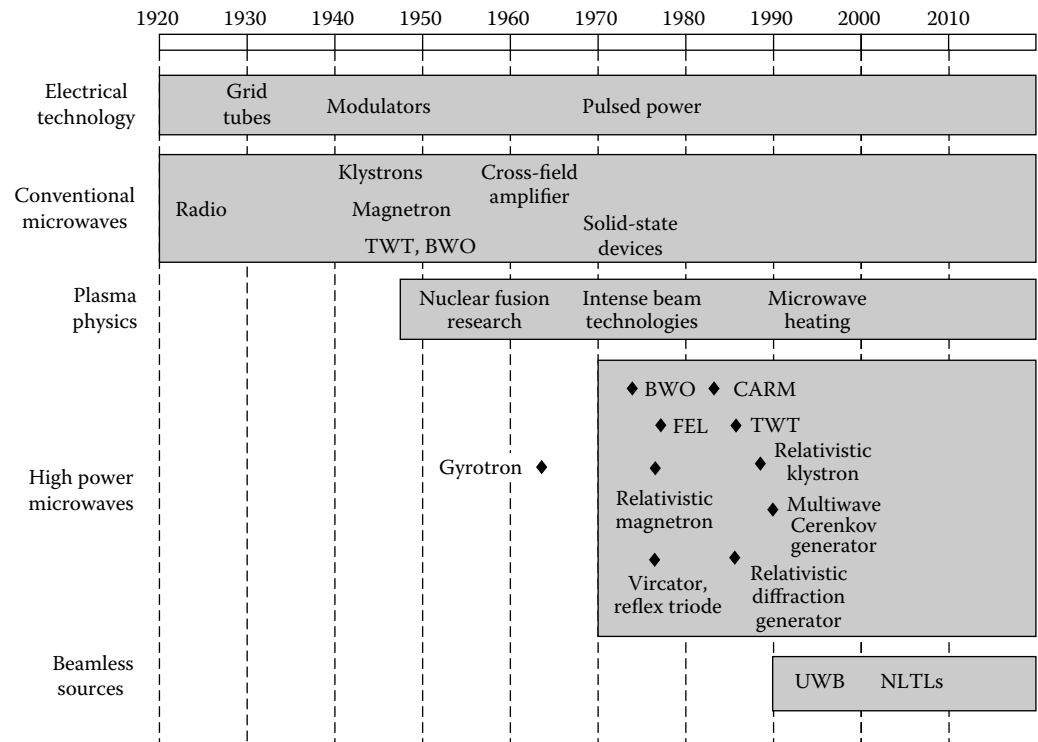 1920 1930 1940 1950 1960 1970 1980 1990 2000 2010
Electrical
technology
Grid
tubes
Modulators
Pulsed power
Conventional
microwaves
Radio
Klystrons
Magnetron
TWT, BWO
Cross-field
amplifier
Solid-state
devices
Plasma
physics
Nuclear fusion
research
Intense beam
technologies
Microwave
heating
High power
microwaves
Gyrotron
BWO
CARM
FEL
TWT
Relativistic
magnetron
Relativistic
klystron
Multiwave
Cerenkov
generator
Vircator,
reflex triode
Relativistic
diffraction
generator
Beamless
sources
UWB
NLTLs